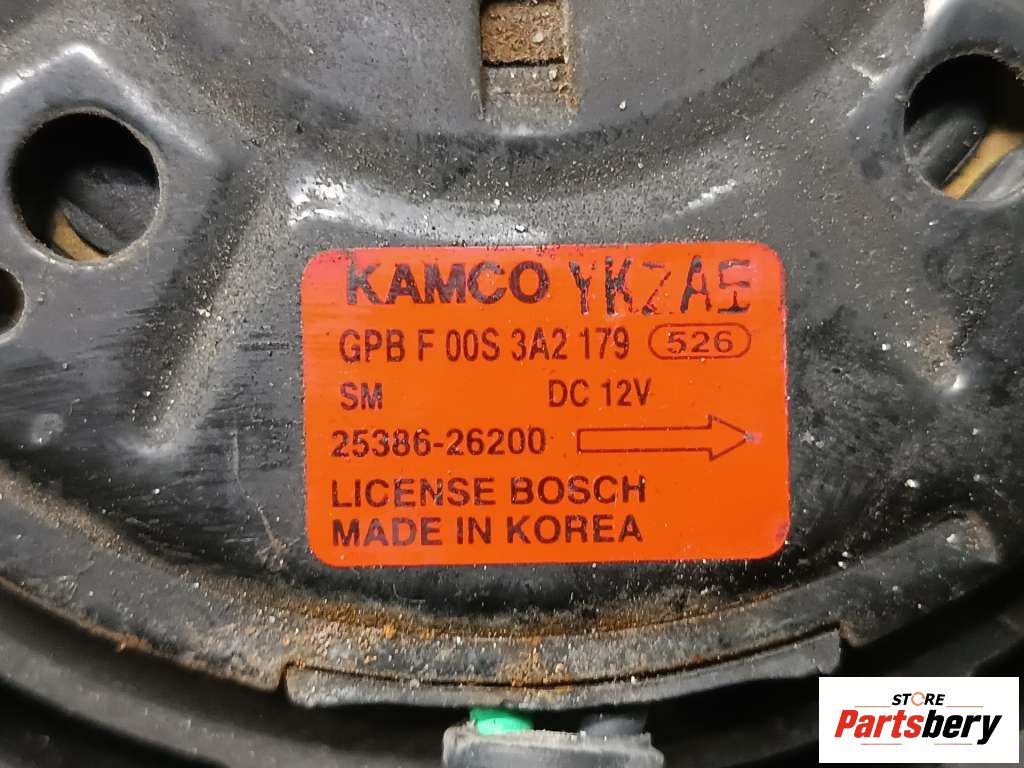 KAMCO YKZA5
GPB F 00S 3A2 179 526
SM DC 12V
25386-26200
LICENSE BOSCH
MADE IN KOREA
STORE
Partsbery